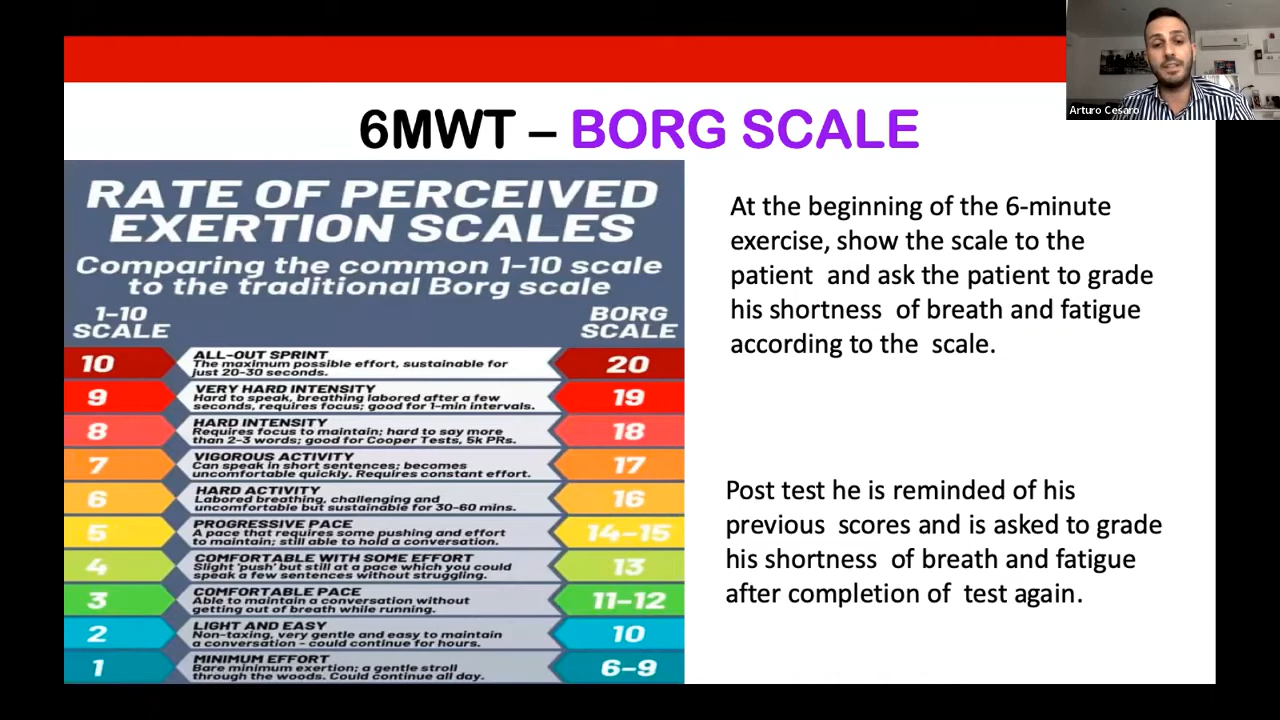 Arturo Cesaro
6MWT – BORG SCALE
RATE OF PERCEIVED
EXERTION SCALES
Comparing the common 1-10 scale
to the traditional Borg scale
1-10
SCALE
BORG
SCALE
10
ALL-OUT SPRINT
The maximum possible effort, sustainable for
just 20-30 seconds.
20
9
VERY HARD INTENSITY
Hard to speak, breathing labored after a few
seconds, requires focus; good for 1-min intervals.
19
8
HARD INTENSITY
Requires focus to maintain; hard to say more
than 2-3 words; good for Cooper Tests, 5k PRs.
18
7
VIGOROUS ACTIVITY
Can speak in short sentences; becomes
uncomfortable quickly. Requires constant effort.
17
6
HARD ACTIVITY
Labored breathing, challenging and
uncomfortable but sustainable for 30-60 mins.
16
5
PROGRESSIVE PACE
A pace that requires some pushing and effort
to maintain; still able to hold a conversation.
14-15
4
COMFORTABLE WITH SOME EFFORT
Slight 'push' but still at a pace which you could
speak a few sentences without struggling.
13
3
COMFORTABLE PACE
Able to maintain a conversation without
getting out of breath while running.
11-12
2
LIGHT AND EASY
Non-taxing, very gentle and easy to maintain
a conversation - could continue for hours.
10
1
MINIMUM EFFORT
Bare minimum exertion; a gentle stroll
through the woods. Could continue all day.
6-9
At the beginning of the 6-minute
exercise, show the scale to the
patient and ask the patient to grade
his shortness of breath and fatigue
according to the scale.
Post test he is reminded of his
previous scores and is asked to grade
his shortness of breath and fatigue
after completion of test again.